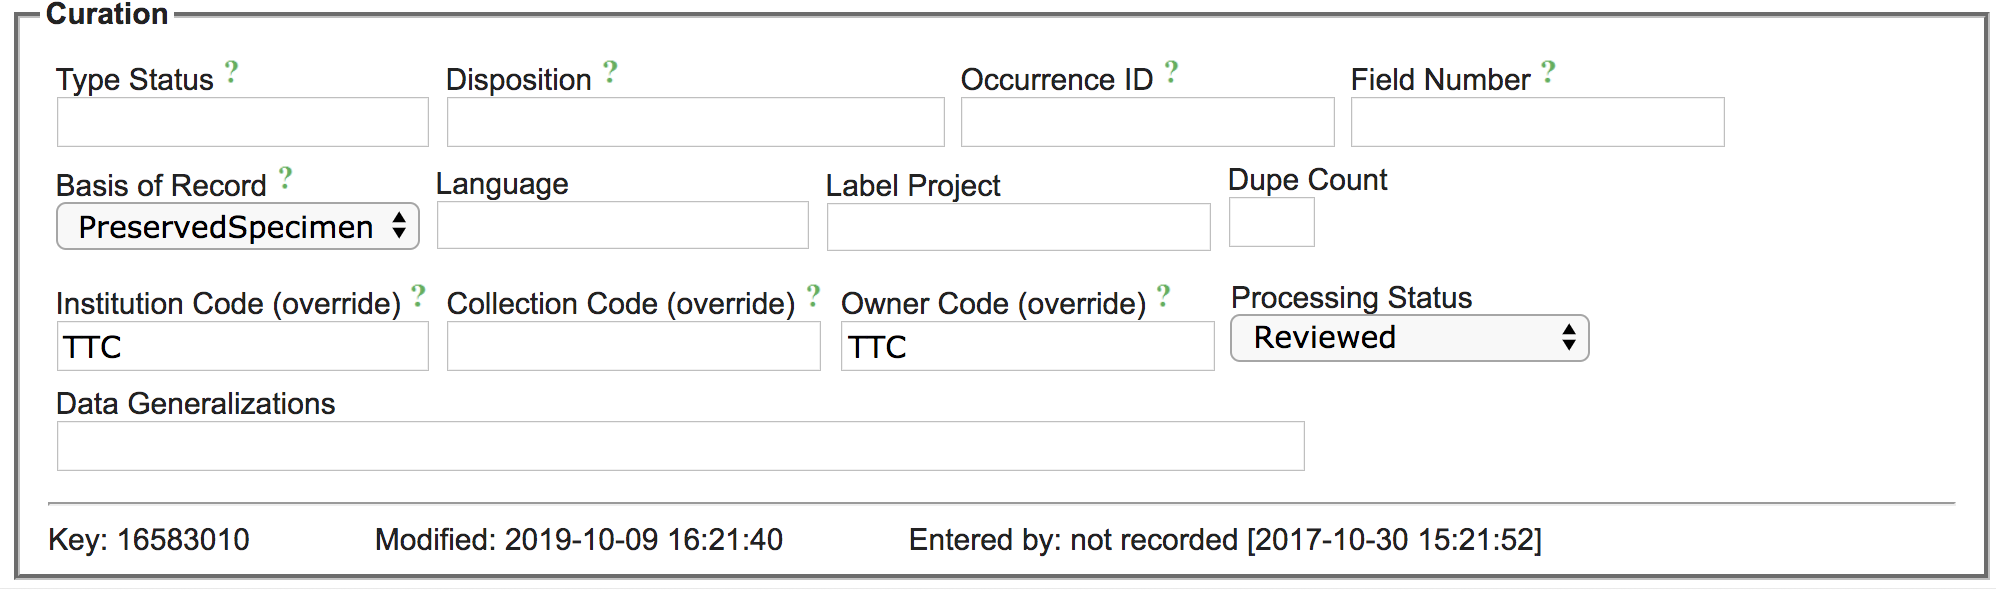 Curation
Type Status ? Disposition ? Occurrence ID ? Field Number ?
Basis of Record ? Language Label Project Dupe Count
PreservedSpecimen
Institution Code (override) ? Collection Code (override) ? Owner Code (override) ? Processing Status
TTC TTC Reviewed
Data Generalizations
Key: 16583010 Modified: 2019-10-09 16:21:40 Entered by: not recorded [2017-10-30 15:21:52]